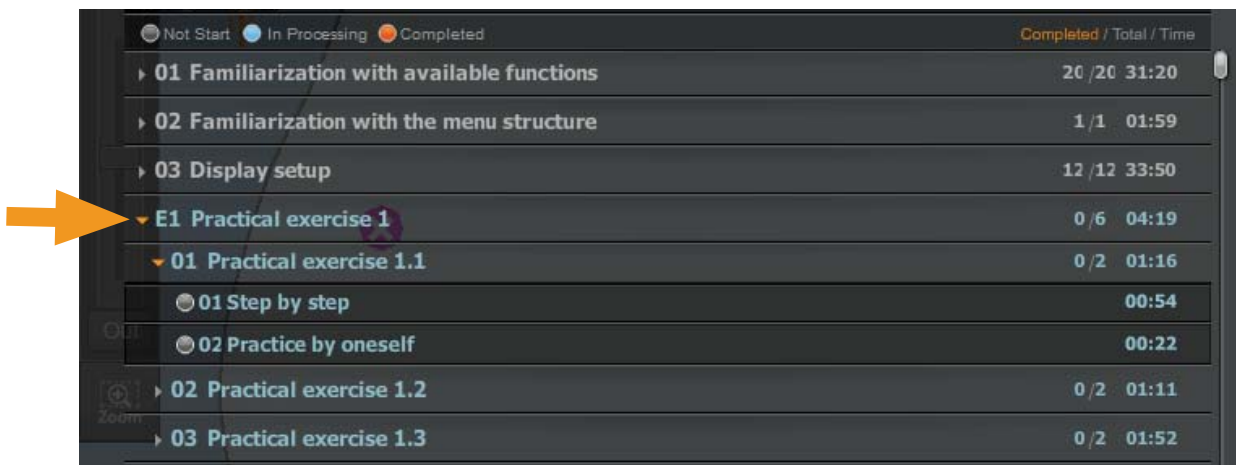 Not Start In Processing Completed Completed / Total / Time
01 Familiarization with available functions 20 /20 31:20
02 Familiarization with the menu structure 1/1 01:59
03 Display setup 12 /12 33:50
E1 Practical exercise 1 0/6 04:19
01 Practical exercise 1.1 0/2 01:16
01 Step by step 00:54
Out
02 Practice by oneself 00:22
02 Practical exercise 1.2 0/2 01:11
Zoom
03 Practical exercise 1.3 0/2 01:52